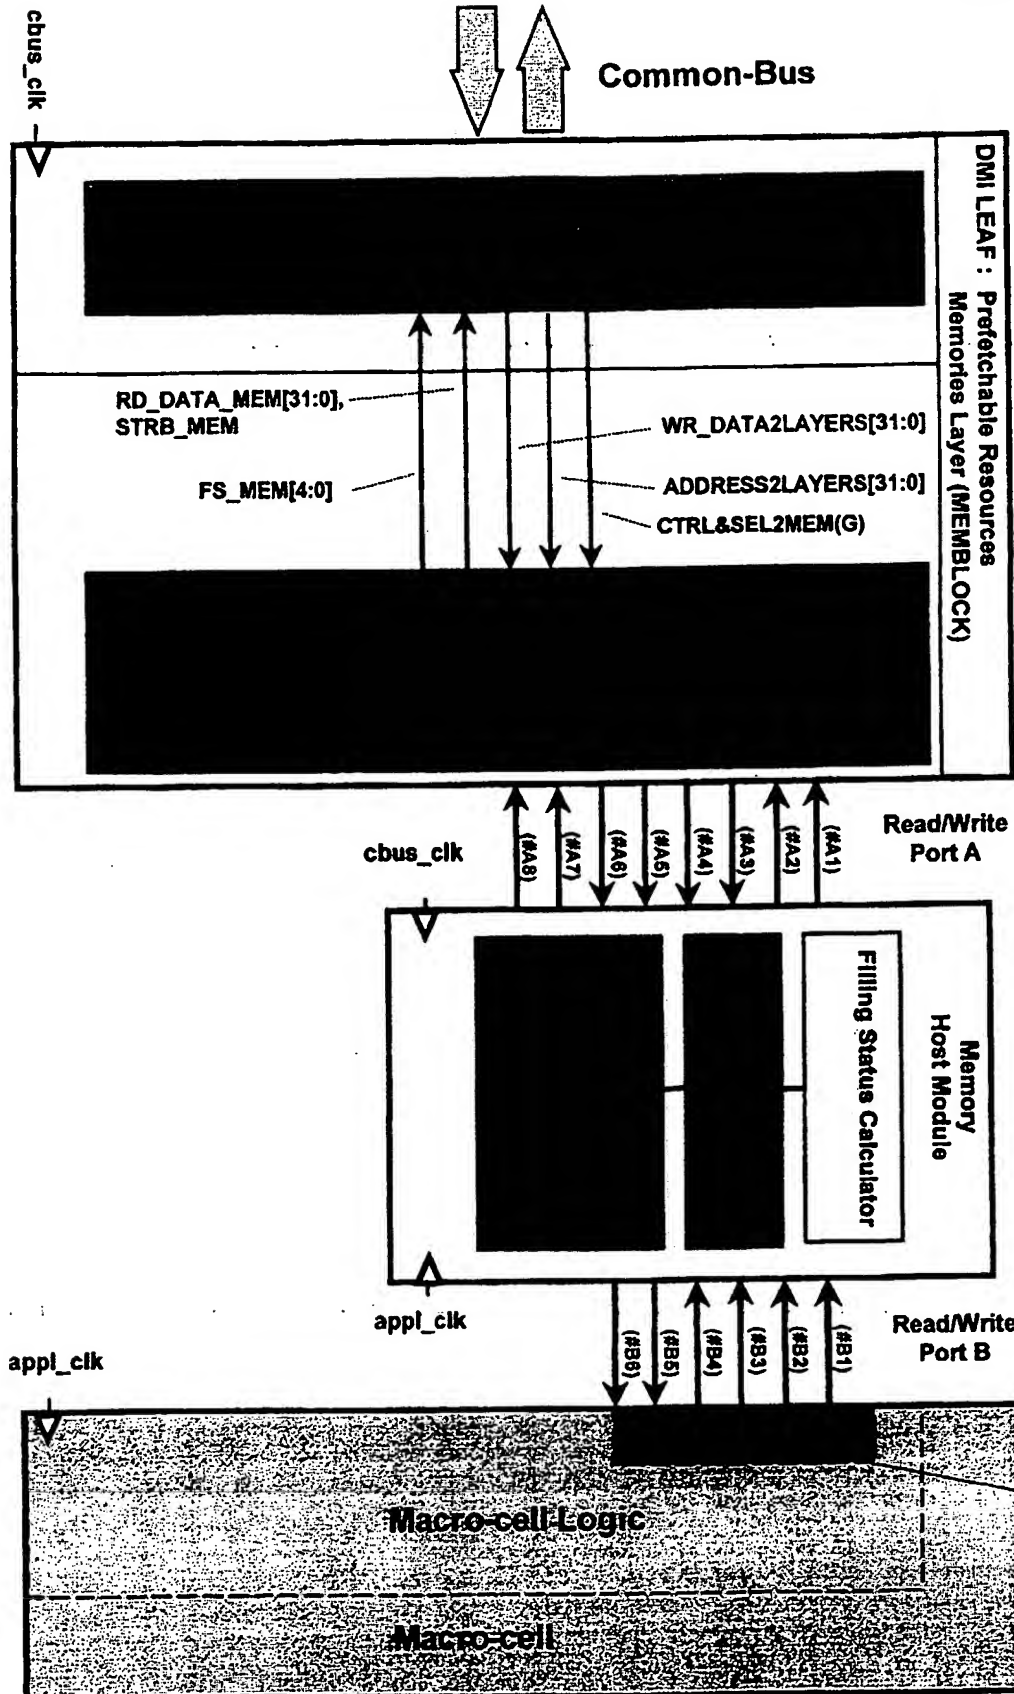 cbus_clk
Common-Bus
DMI LEAF : Prefetchable Resources
Memories Layer (MEMBLOCK)
RD_DATA_MEM[31:0],
STRB_MEM
WR_DATA2LAYERS[31:0]
FS_MEM[4:0]
ADDRESS2LAYERS[31:0]
CTRL&SEL2MEM(G)
Read/Write
Port A
cbus_clk
(#A8)
(#A7)
(#A6)
(#A5)
(#A4)
(#A3)
(#A2)
(#A1)
Memory
Host Module
Filling Status Calculator
appl_clk
(#B6)
(#B5)
(#B4)
(#B3)
(#B2)
(#B1)
Read/Write
Port B
appl_clk
Macro-cell-Logic
Macro-cell